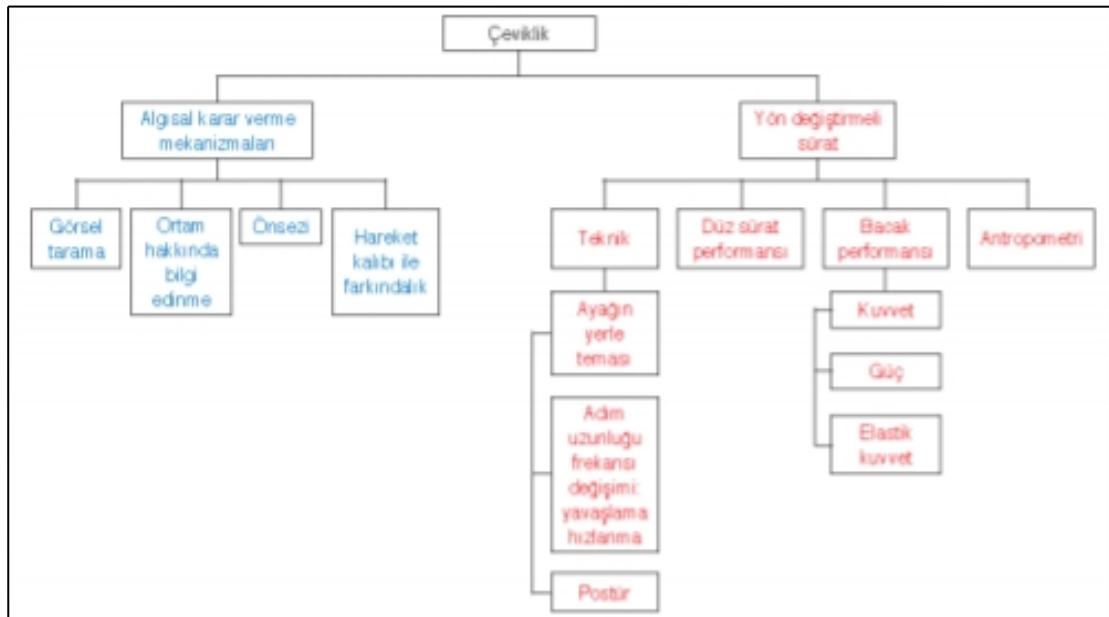 Çeviklik
Algısal karar verme
mekanizmaları
Yön değiştirmeli
sürat
Görsel
tarama
Ortam
hakkında
bilgi
edinme
Önsezi
Hareket
kalıbı ile
farkındalık
Teknik
Düz sürat
performansı
Bacak
performansı
Antropometri
Ayağın
yerle
teması
Adım
uzunluğu
frekansı
değişimi:
yavaşlama
hızlanma
Postür
Kuvvet
Güç
Elastik
kuvvet